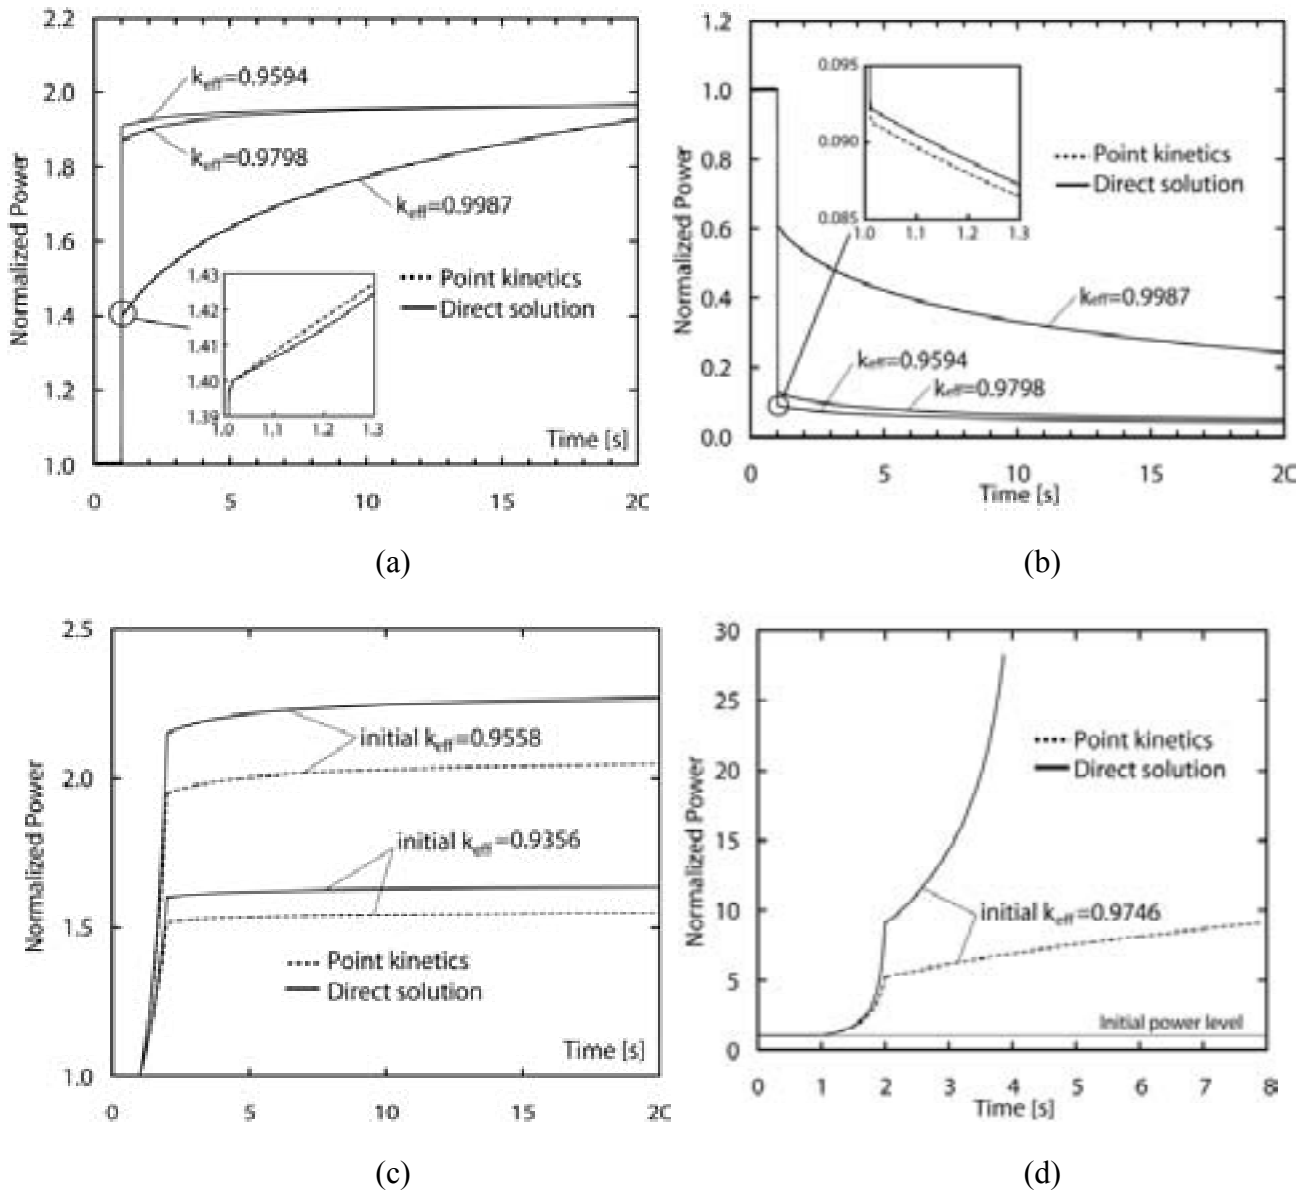 2.2
2.0
1.8
1.6
1.4
1.2
1.0
Normalized Power
k_eff=0.9594
k_eff=0.9798
k_eff=0.9987
Point kinetics
Direct solution
1.43
1.42
1.41
1.40
1.39
1.0 1.1 1.2 1.3
Time [s]
0 5 10 15 20
(a)
1.2
1.0
0.8
0.6
0.4
0.2
0.0
Normalized Power
0.095
0.090
0.085
1.0 1.1 1.2 1.3
Point kinetics
Direct solution
k_eff=0.9987
k_eff=0.9594
k_eff=0.9798
0 5 10 15 20
Time [s]
(b)
2.5
2.0
1.5
1.0
Normalized Power
initial k_eff=0.9558
initial k_eff=0.9356
Point kinetics
Direct solution
Time [s]
0 5 10 15 20
(c)
30
25
20
15
10
5
0
Normalized Power
Point kinetics
Direct solution
initial k_eff=0.9746
Initial power level
0 1 2 3 4 5 6 7 8
Time [s]
(d)